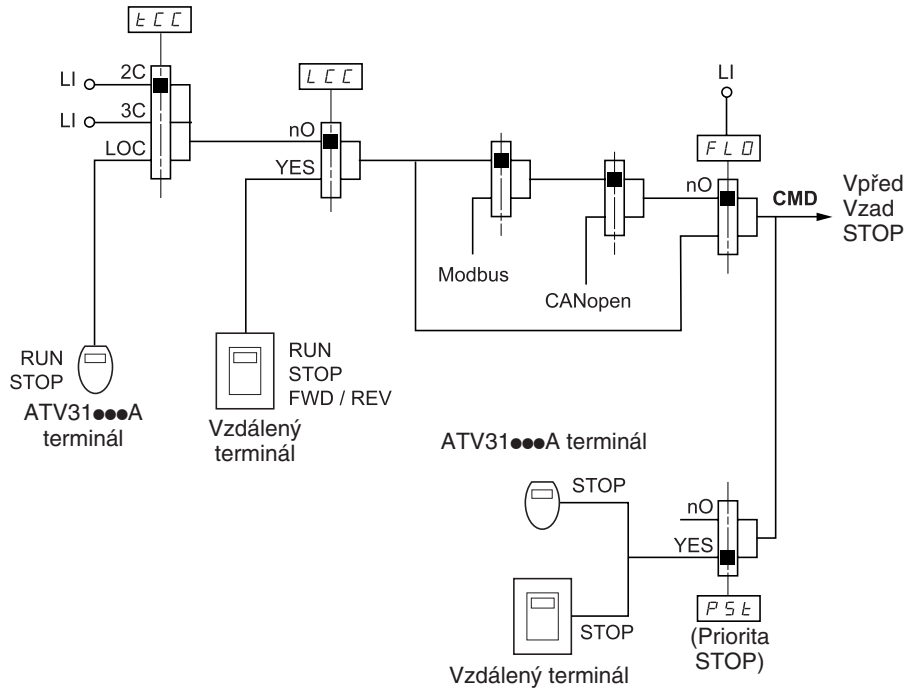 tCC
LI
2C
LI
3C
LOC
LCC
nO
YES
LI
FLO
nO
CMD
Vpřed
Vzad
STOP
Modbus
CANopen
RUN
STOP
ATV31●●●A
terminál
RUN
STOP
FWD / REV
Vzdálený
terminál
ATV31●●●A terminál
STOP
nO
YES
STOP
PSt
(Priorita
STOP)
Vzdálený terminál